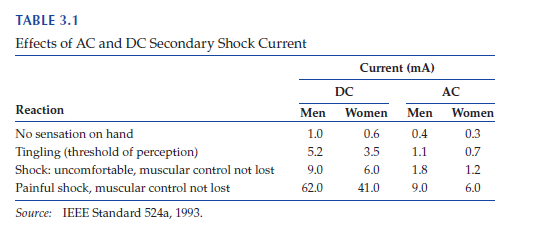 TABLE 3.1
Effects of AC and DC Secondary Shock Current
Current (mA)
DC AC
Reaction Men Women Men Women
No sensation on hand 1.0 0.6 0.4 0.3
Tingling (threshold of perception) 5.2 3.5 1.1 0.7
Shock: uncomfortable, muscular control not lost 9.0 6.0 1.8 1.2
Painful shock, muscular control not lost 62.0 41.0 9.0 6.0
Source: IEEE Standard 524a, 1993.